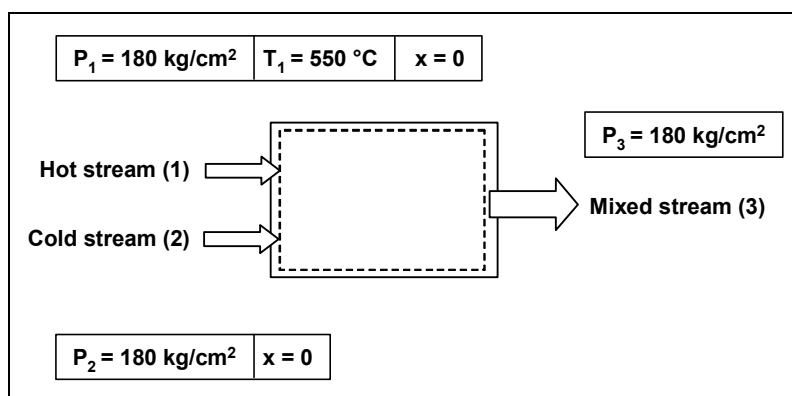 P₁ = 180 kg/cm² T₁ = 550 °C x = 0
P₃ = 180 kg/cm²
Hot stream (1)
Mixed stream (3)
Cold stream (2)
P₂ = 180 kg/cm² x = 0